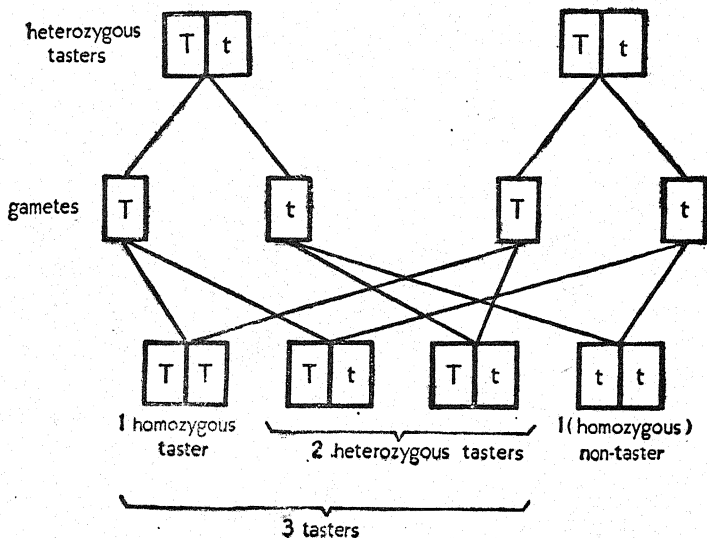 heterozygous
tasters
T t
T t
gametes
T
t
T
t
T T
T t
T t
t t
1 homozygous
taster
2 heterozygous tasters
1 (homozygous)
non-taster
3 tasters